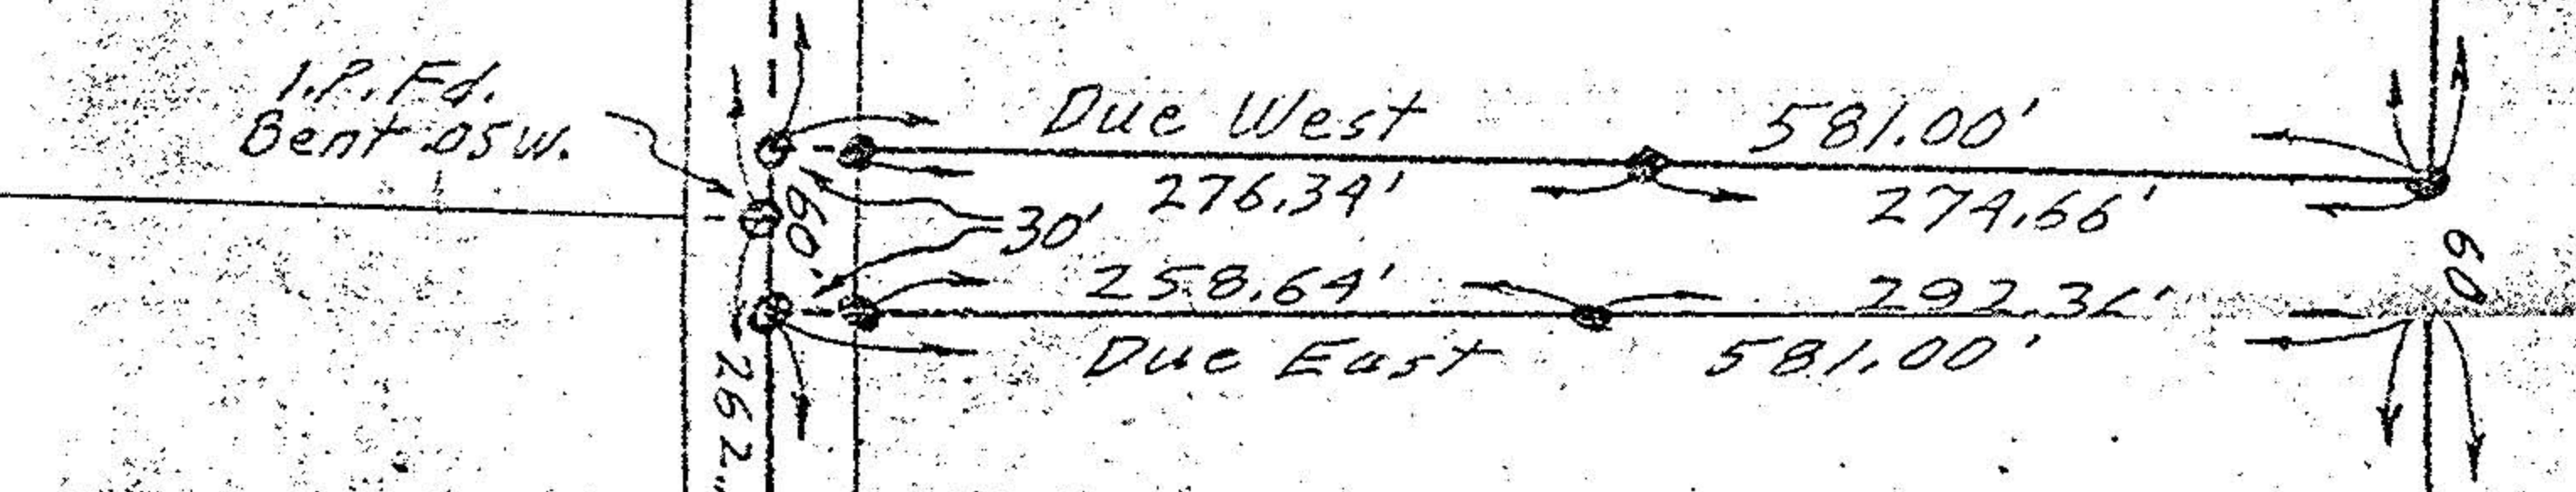 I.P. Fd.
Bent .05 W.
Due West 581.00'
276.34' 274.66'
60'
30'
60
258.64' 292.36'
Due East 581.00'
262